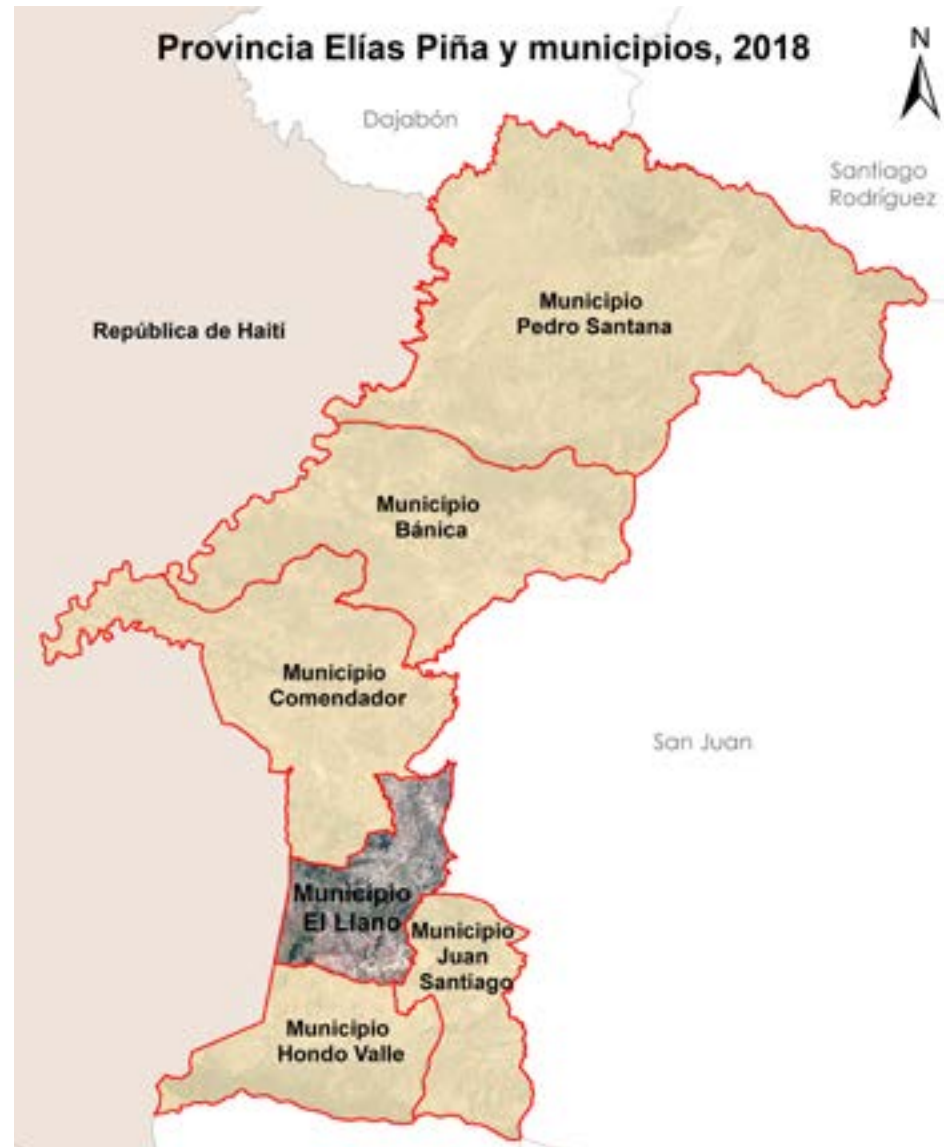 Provincia Elías Piña y municipios, 2018
N
Dajabón
Santiago
Rodríguez
Municipio
Pedro Santana
República de Haití
Municipio
Bánica
Municipio
Comendador
San Juan
Municipio
El Llano
Municipio
Juan
Santiago
Municipio
Hondo Valle